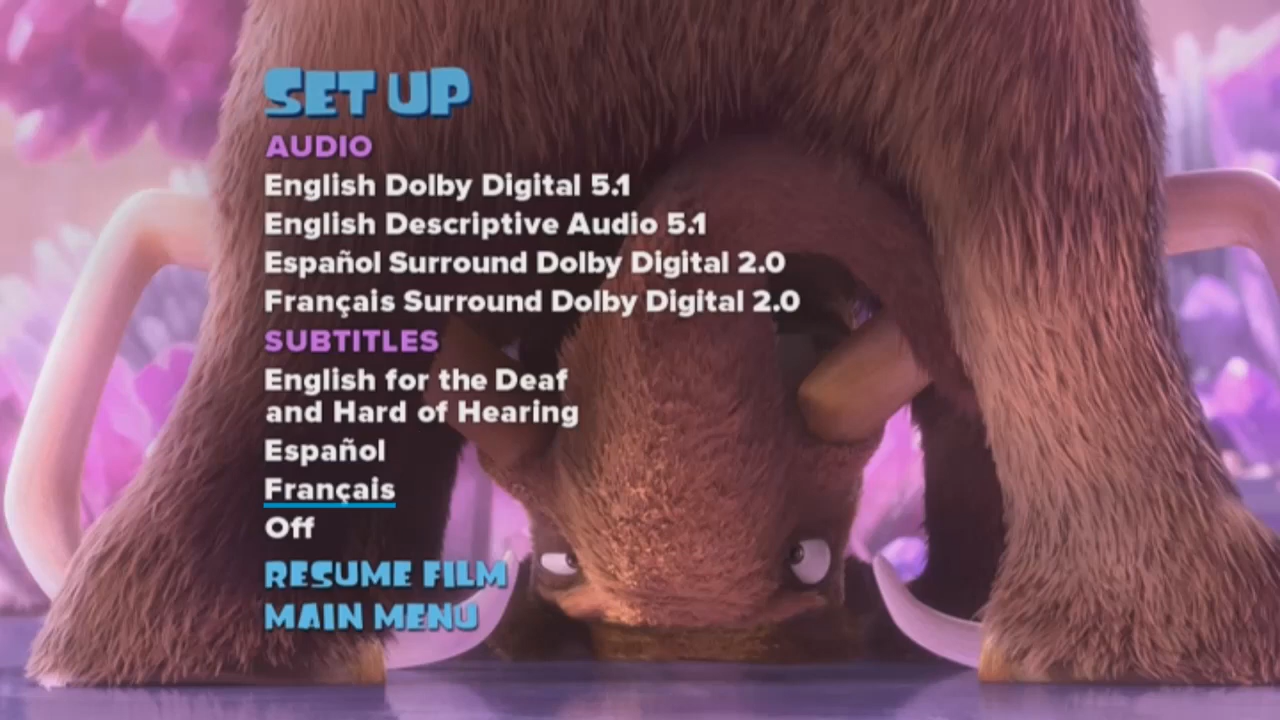 SET UP
AUDIO
English Dolby Digital 5.1
English Descriptive Audio 5.1
Español Surround Dolby Digital 2.0
Français Surround Dolby Digital 2.0
SUBTITLES
English for the Deaf
and Hard of Hearing
Español
Français
Off
RESUME FILM
MAIN MENU